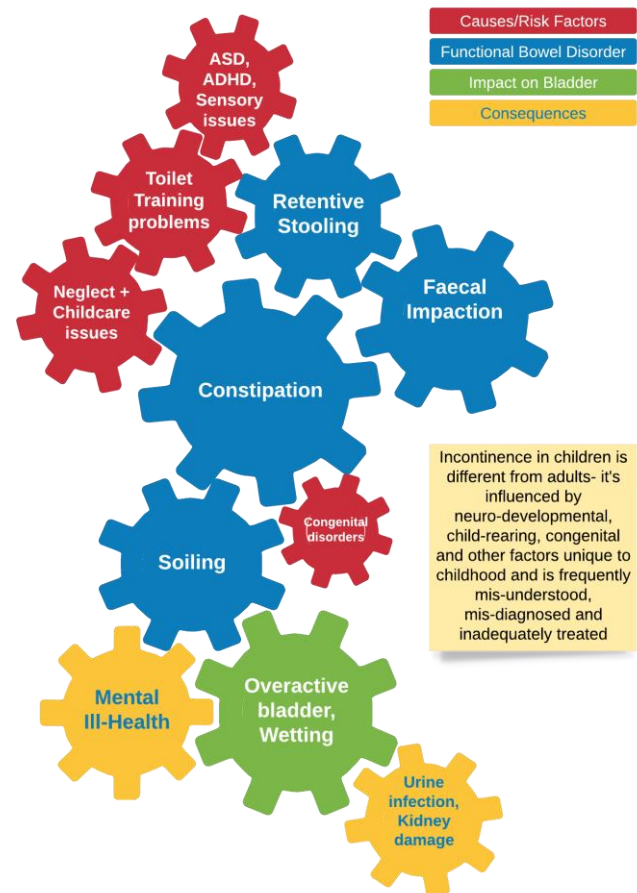 Causes/Risk Factors
Functional Bowel Disorder
Impact on Bladder
Consequences
ASD,
ADHD,
Sensory
issues
Toilet
Training
problems
Retentive
Stooling
Neglect +
Childcare
issues
Faecal
Impaction
Constipation
Incontinence in children is
different from adults- it's
influenced by
neuro-developmental,
child-rearing, congenital
and other factors unique to
childhood and is frequently
mis-understood,
mis-diagnosed and
inadequately treated
Congenital
disorders
Soiling
Mental
Ill-Health
Overactive
bladder,
Wetting
Urine
infection,
Kidney
damage